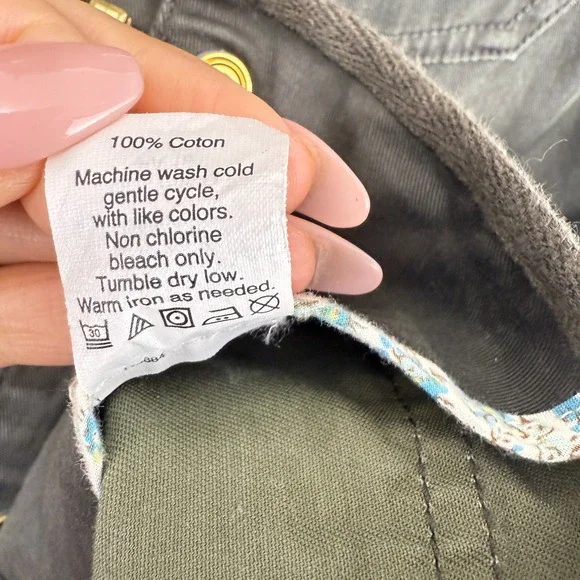 100% Coton
Machine wash cold
gentle cycle,
with like colors.
Non chlorine
bleach only.
Tumble dry low.
Warm iron as needed.
30